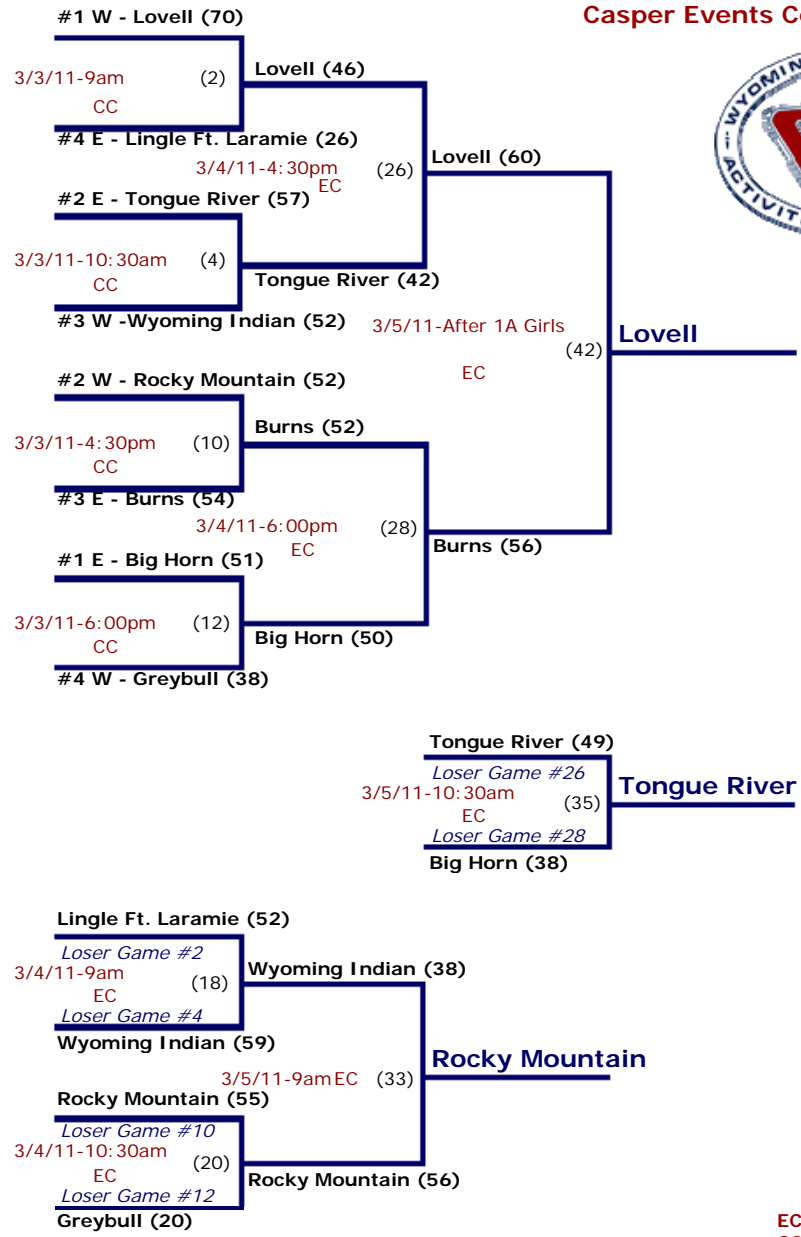 Casper Events C
#1 W - Lovell (70)
3/3/11-9am
(2)
CC
Lovell (46)
#4 E - Lingle Ft. Laramie (26)
3/4/11-4:30pm
EC
(26)
Lovell (60)
#2 E - Tongue River (57)
3/3/11-10:30am
(4)
CC
Tongue River (42)
#3 W -Wyoming Indian (52)
3/5/11-After 1A Girls
(42)
EC
Lovell
#2 W - Rocky Mountain (52)
3/3/11-4:30pm
(10)
CC
Burns (52)
#3 E - Burns (54)
3/4/11-6:00pm
EC
(28)
Burns (56)
#1 E - Big Horn (51)
3/3/11-6:00pm
(12)
CC
Big Horn (50)
#4 W - Greybull (38)
Tongue River (49)
Loser Game #26
3/5/11-10:30am
(35)
EC
Loser Game #28
Big Horn (38)
Tongue River
Lingle Ft. Laramie (52)
Loser Game #2
3/4/11-9am
(18)
EC
Loser Game #4
Wyoming Indian (59)
Wyoming Indian (38)
3/5/11-9am EC
(33)
Rocky Mountain
Rocky Mountain (55)
Loser Game #10
3/4/11-10:30am
(20)
EC
Loser Game #12
Greybull (20)
Rocky Mountain (56)
EC